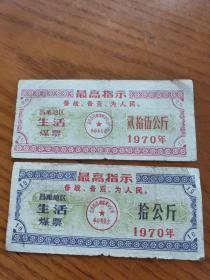 最高指示
备战、备荒、为人民。
昌潍地区
生活
煤票
贰拾伍公斤
1970年
最高指示
备战、备荒、为人民。
昌潍地区
生活
煤票
拾公斤
1970年